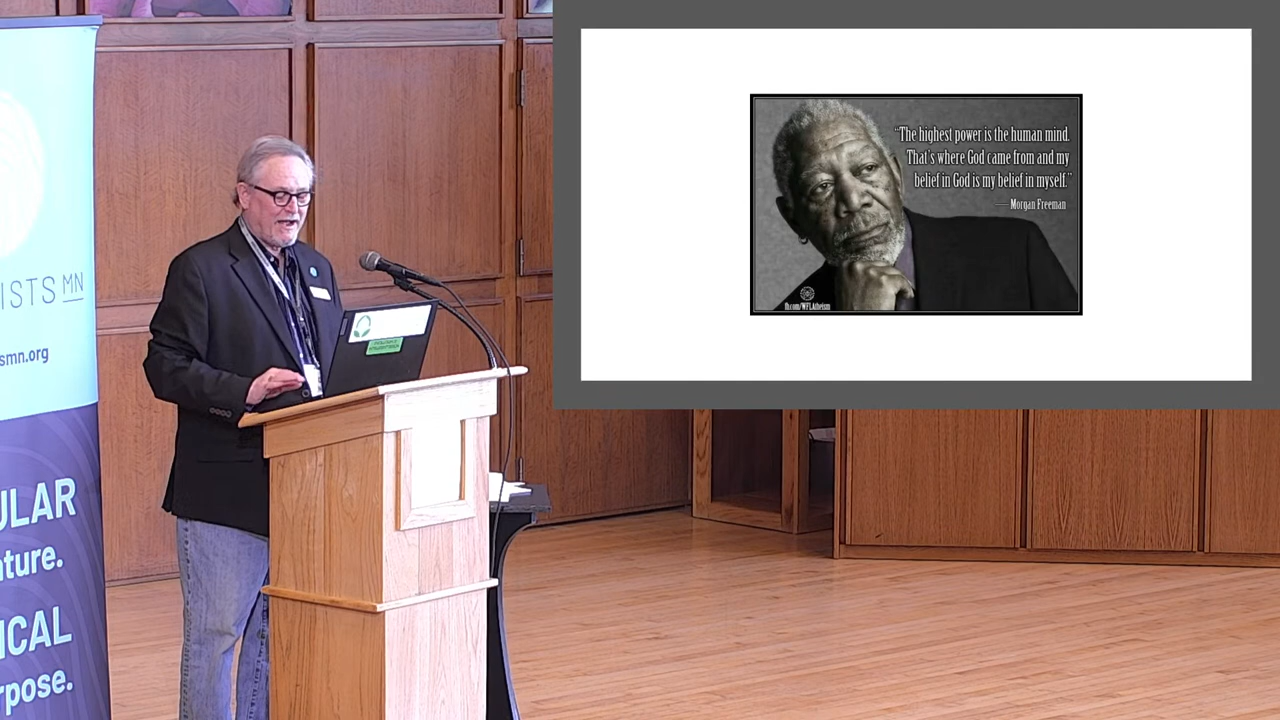 ISTS MN
smn.org
ULAR
ture.
ICAL
rpose.
“The highest power is the human mind.
That's where God came from and my
belief in God is my belief in myself.”
— Morgan Freeman
fb.com/WFLAtheism